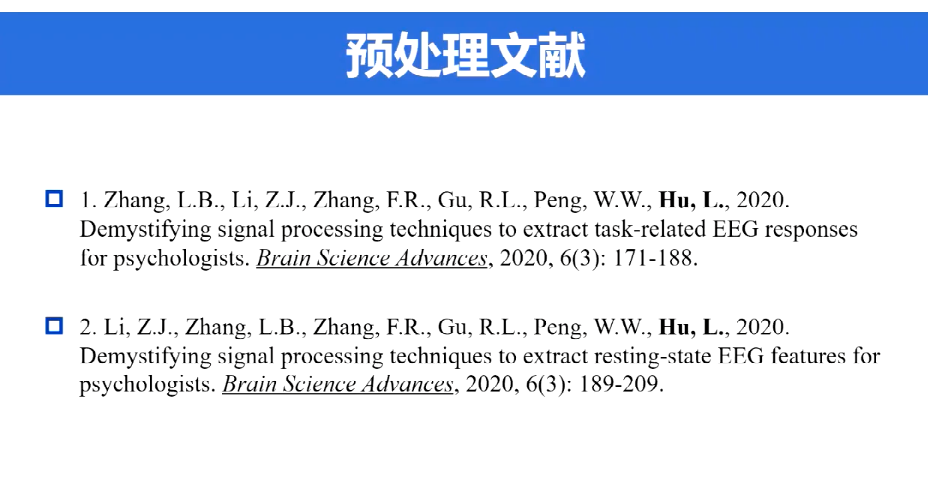 预处理文献
1. Zhang, L.B., Li, Z.J., Zhang, F.R., Gu, R.L., Peng, W.W., Hu, L., 2020.
Demystifying signal processing techniques to extract task-related EEG responses
for psychologists. Brain Science Advances, 2020, 6(3): 171-188.
2. Li, Z.J., Zhang, L.B., Zhang, F.R., Gu, R.L., Peng, W.W., Hu, L., 2020.
Demystifying signal processing techniques to extract resting-state EEG features for
psychologists. Brain Science Advances, 2020, 6(3): 189-209.